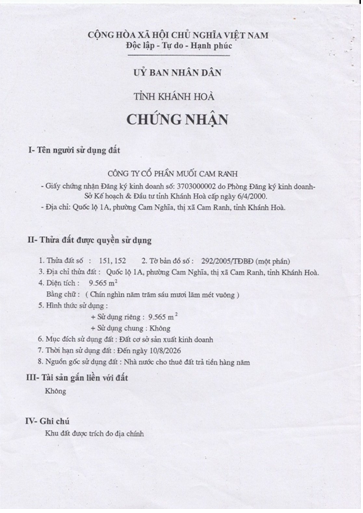 CỘNG HÒA XÃ HỘI CHỦ NGHĨA VIỆT NAM
Độc lập - Tự do - Hạnh phúc
UỶ BAN NHÂN DÂN
TỈNH KHÁNH HOÀ
CHỨNG NHẬN
I- Tên người sử dụng đất
CÔNG TY CỔ PHẦN MUỐI CAM RANH
- Giấy chứng nhận Đăng ký kinh doanh số: 3703000002 do Phòng Đăng ký kinh doanh-
Sở Kế hoạch & Đầu tư tỉnh Khánh Hòa cấp ngày 6/4/2000.
- Địa chỉ: Quốc lộ 1A, phường Cam Nghĩa, thị xã Cam Ranh, tỉnh Khánh Hoà.
II- Thửa đất được quyền sử dụng
1. Thửa đất số : 151, 152 2. Tờ bản đồ số : 292/2005/TĐBĐ (một phần)
3. Địa chỉ thửa đất : Quốc lộ 1A, phường Cam Nghĩa, thị xã Cam Ranh, tỉnh Khánh Hòa.
4. Diện tích : 9.565 m²
Bằng chữ : ( Chín nghìn năm trăm sáu mươi lăm mét vuông )
5. Hình thức sử dụng :
+ Sử dụng riêng : 9.565 m²
+ Sử dụng chung : Không
6. Mục đích sử dụng đất : Đất cơ sở sản xuất kinh doanh
7. Thời hạn sử dụng đất : Đến ngày 10/8/2026
8. Nguồn gốc sử dụng đất : Nhà nước cho thuê đất trả tiền hàng năm
III- Tài sản gắn liền với đất
Không
IV- Ghi chú
Khu đất được trích đo địa chính